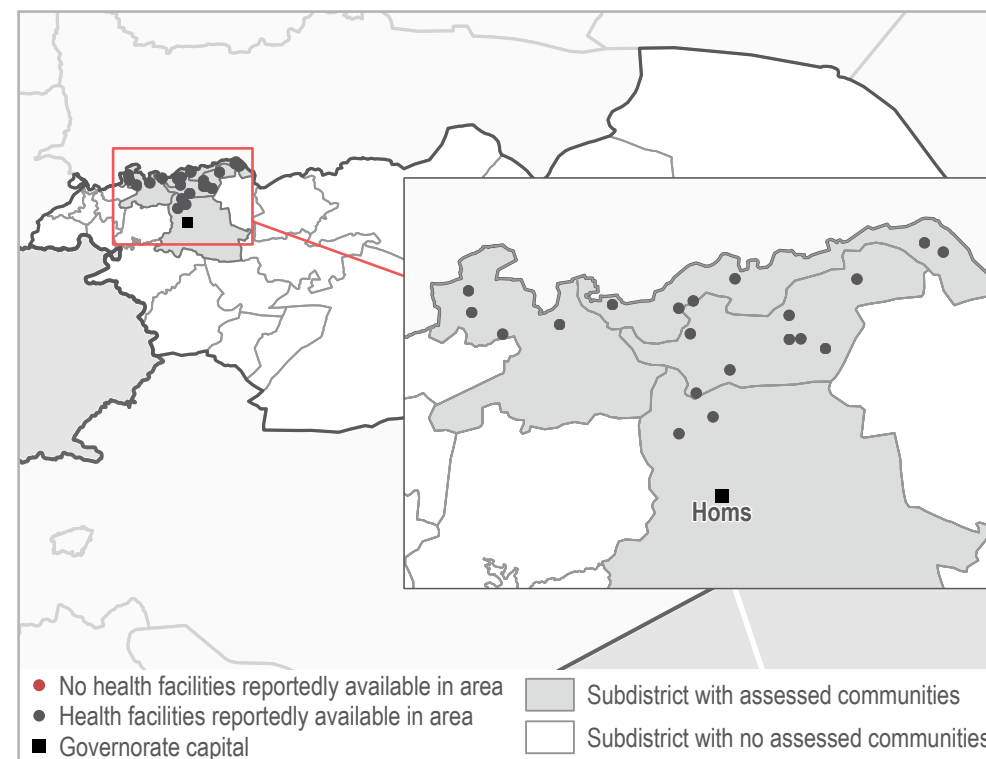 Homs
No health facilities reportedly available in area
Health facilities reportedly available in area
Governorate capital
Subdistrict with assessed communities
Subdistrict with no assessed communities